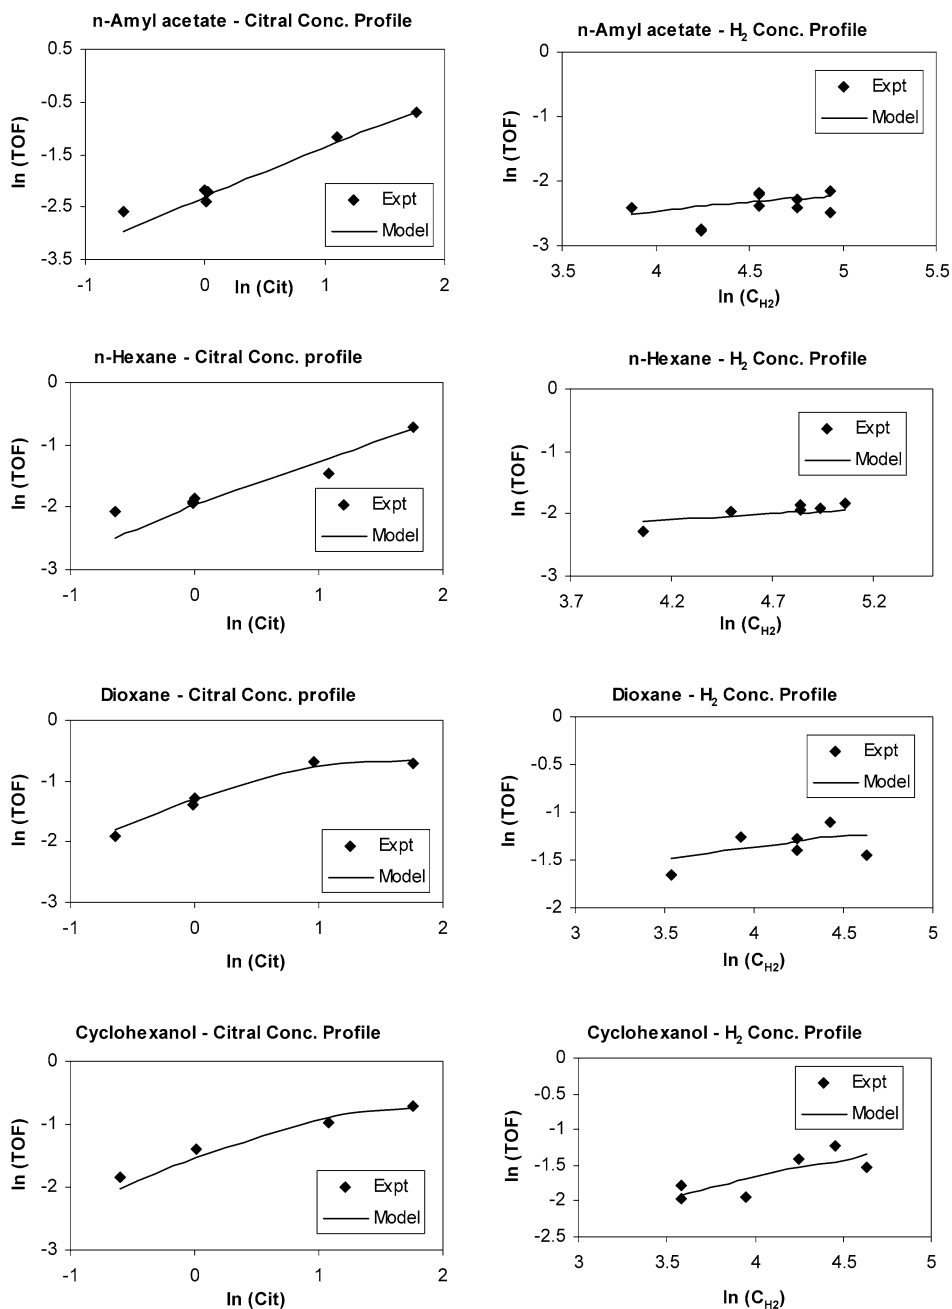 n-Amyl acetate - Citral Conc. Profile
0.5
-0.5
-1.5
-2.5
-3.5
-1 0 1 2
ln (TOF)
ln (Cit)
Expt
Model
n-Amyl acetate - H2 Conc. Profile
0
-1
-2
-3
3.5 4 4.5 5 5.5
ln (TOF)
ln (CH2)
Expt
Model
n-Hexane - Citral Conc. profile
0
-1
-2
-3
-1 0 1 2
ln (TOF)
ln (Cit)
Expt
Model
n-Hexane - H2 Conc. Profile
0
-1
-2
-3
3.7 4.2 4.7 5.2
ln (TOF)
ln (CH2)
Expt
Model
Dioxane - Citral Conc. profile
0
-1
-2
-3
-1 0 1 2
ln (TOF)
ln (Cit)
Expt
Model
Dioxane - H2 Conc. Profile
0
-0.5
-1
-1.5
-2
3 3.5 4 4.5 5
ln (TOF)
ln (CH2)
Expt
Model
Cyclohexanol - Citral Conc. Profile
0
-1
-2
-3
-1 0 1 2
ln (TOF)
ln (Cit)
Expt
Model
Cyclohexanol - H2 Conc. Profile
0
-0.5
-1
-1.5
-2
-2.5
3 3.5 4 4.5 5
ln (TOF)
ln (CH2)
Expt
Model